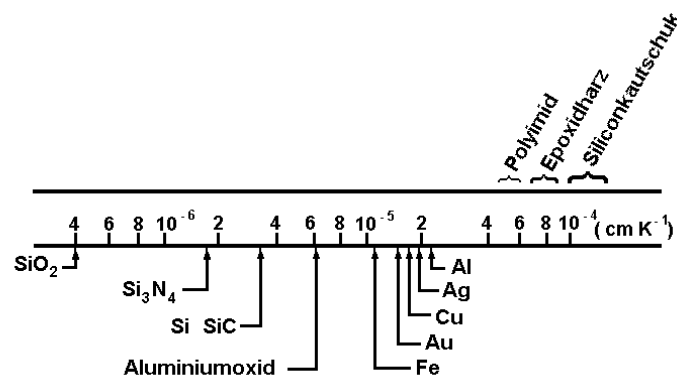 Polyimid
Epoxidharz
Siliconkautschuk
4 6 8 10⁻⁶ 2 4 6 8 10⁻⁵ 2 4 6 8 10⁻⁴ (cm K⁻¹)
SiO₂
Al
Si₃N₄
Ag
Si SiC
Cu
Au
Aluminiumoxid
Fe